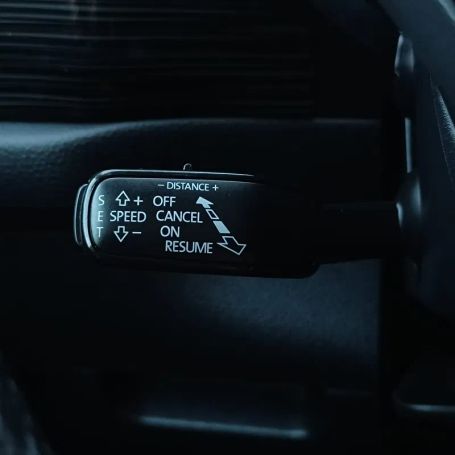 − DISTANCE +
S + OFF
E SPEED CANCEL
T − ON
RESUME